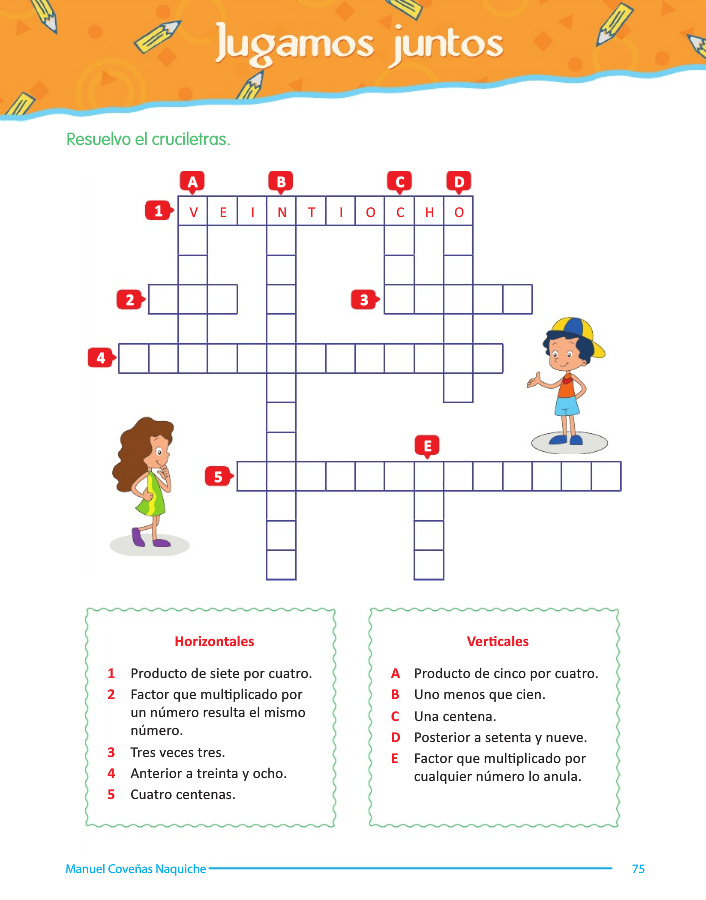 Jugamos juntos
Resuelvo el cruciletras.
A B C D
1 V E I N T I O C H O
2 3
4
E
5
Horizontales
1 Producto de siete por cuatro.
2 Factor que multiplicado por
un número resulta el mismo
número.
3 Tres veces tres.
4 Anterior a treinta y ocho.
5 Cuatro centenas.
Verticales
A Producto de cinco por cuatro.
B Uno menos que cien.
C Una centena.
D Posterior a setenta y nueve.
E Factor que multiplicado por
cualquier número lo anula.
Manuel Coveñas Naquiche 75